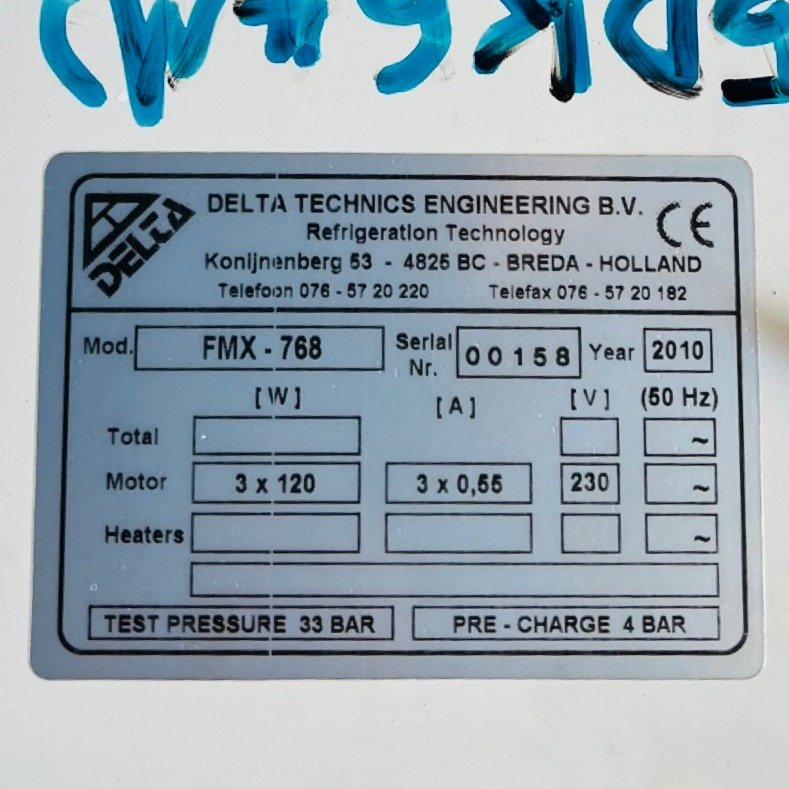 DELTA
DELTA TECHNICS ENGINEERING B.V. CE
Refrigeration Technology
Konijnenberg 53 - 4825 BC - BREDA - HOLLAND
Telefoon 076 - 57 20 220 Telefax 076 - 57 20 182
Mod. FMX - 768 Serial Nr. 00158 Year 2010
[W] [A] [V] (50 Hz)
Total ~
Motor 3 x 120 3 x 0,55 230 ~
Heaters ~
TEST PRESSURE 33 BAR PRE - CHARGE 4 BAR